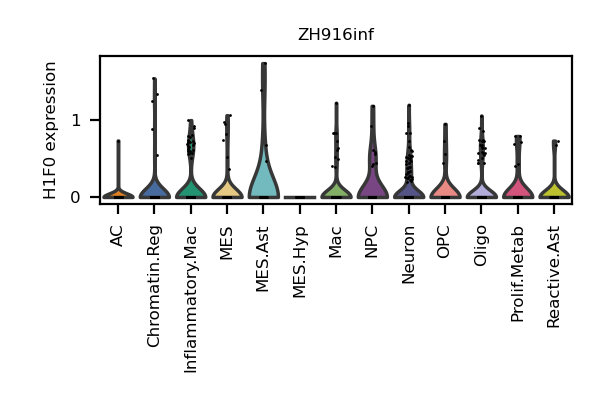 ZH916inf
H1F0 expression
1
0
AC
Chromatin.Reg
Inflammatory.Mac
MES
MES.Ast
MES.Hyp
Mac
NPC
Neuron
OPC
Oligo
Prolif.Metab
Reactive.Ast